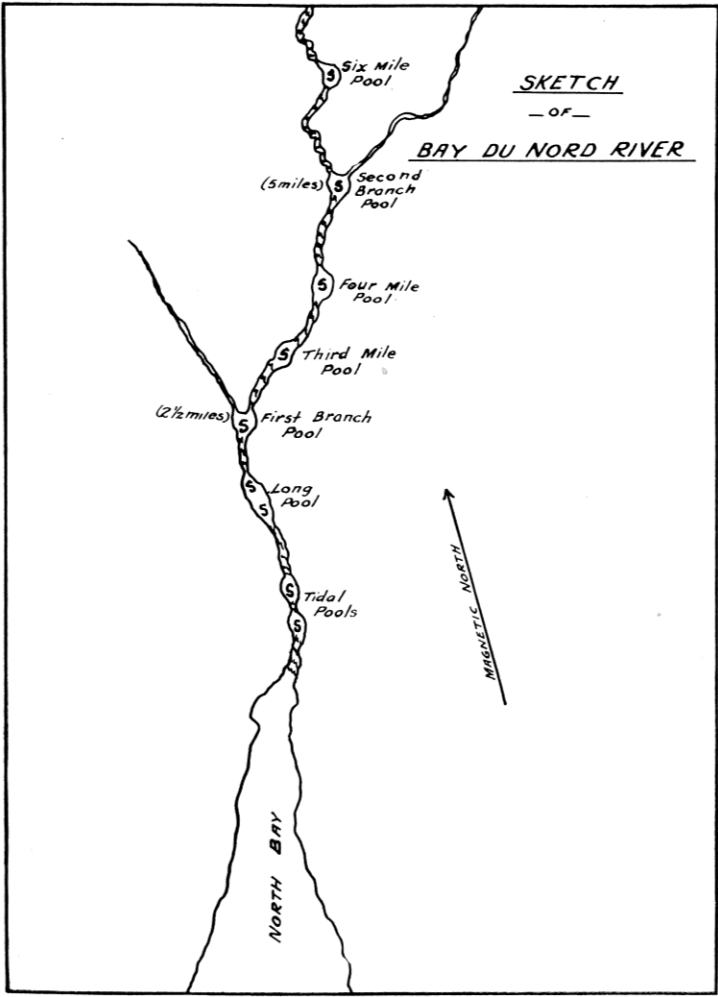 SKETCH
— OF —
BAY DU NORD RIVER
S
Six Mile
Pool
(5miles)
S
Second
Branch
Pool
S
Four Mile
Pool
S
Third Mile
Pool
(2½miles)
S
First Branch
Pool
S
S
Long
Pool
S
S
Tidal
Pools
MAGNETIC NORTH
NORTH BAY